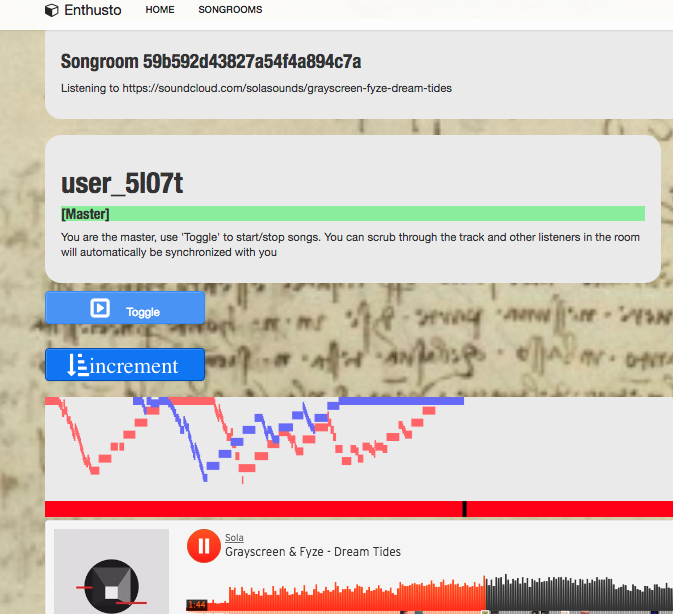 Enthusto HOME SONGROOMS
Songroom 59b592d43827a54f4a894c7a
Listening to https://soundcloud.com/solasounds/grayscreen-fyze-dream-tides
user_5l07t
[Master]
You are the master, use 'Toggle' to start/stop songs. You can scrub through the track and other listeners in the room
will automatically be synchronized with you
Toggle
increment
Sola
Grayscreen & Fyze - Dream Tides
1:44